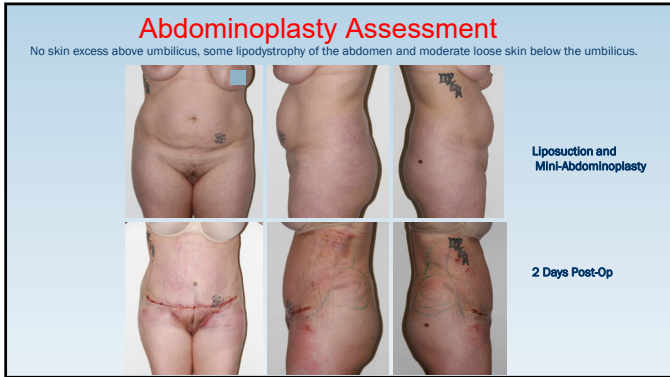 Abdominoplasty Assessment
No skin excess above umbilicus, some lipodystrophy of the abdomen and moderate loose skin below the umbilicus.
Liposuction and
Mini-Abdominoplasty
2 Days Post-Op